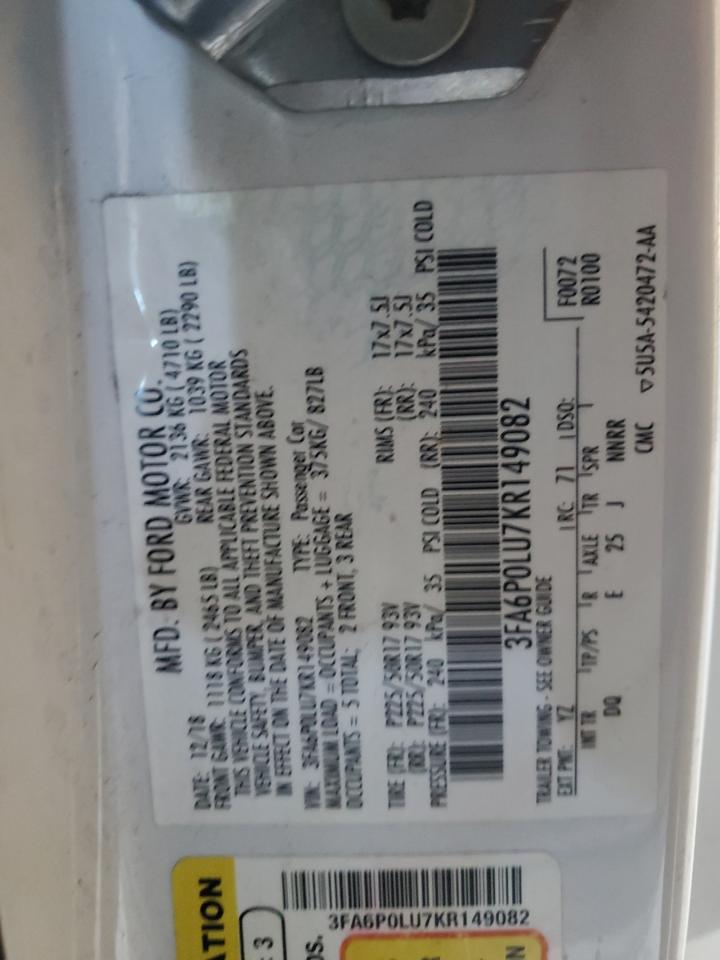 MFD. BY FORD MOTOR CO.
DATE: 12/18 GVWR: 2136 KG ( 4710 LB)
FRONT GAWR: 1118 KG ( 2465 LB) REAR GAWR: 1039 KG ( 2290 LB)
THIS VEHICLE CONFORMS TO ALL APPLICABLE FEDERAL MOTOR
VEHICLE SAFETY, BUMPER, AND THEFT PREVENTION STANDARDS
IN EFFECT ON THE DATE OF MANUFACTURE SHOWN ABOVE.
VIN: 3FA6P0LU7KR149082 TYPE: Passenger Car
MAXIMUM LOAD = OCCUPANTS + LUGGAGE = 375KG/ 827LB
OCCUPANTS = 5 TOTAL; 2 FRONT, 3 REAR
TIRE (FR): P225/50R17 93V RIMS (FR): 17x7.5J
(RR): P225/50R17 93V (RR): 17x7.5J
PRESSURE (FR): 240 kPa/ 35 PSI COLD (RR): 240 kPa/ 35 PSI COLD
3FA6P0LU7KR149082
TRAILER TOWING - SEE OWNER GUIDE
EXT PNT: YZ RC: 71 DSO: F0072
INT TR TP/PS R AXLE TR SPR R0100
DQ E 25 J NNRR
CMC ▽5U5A-5420472-AA
ATION
3FA6P0LU7KR149082
: 3
OS.
N